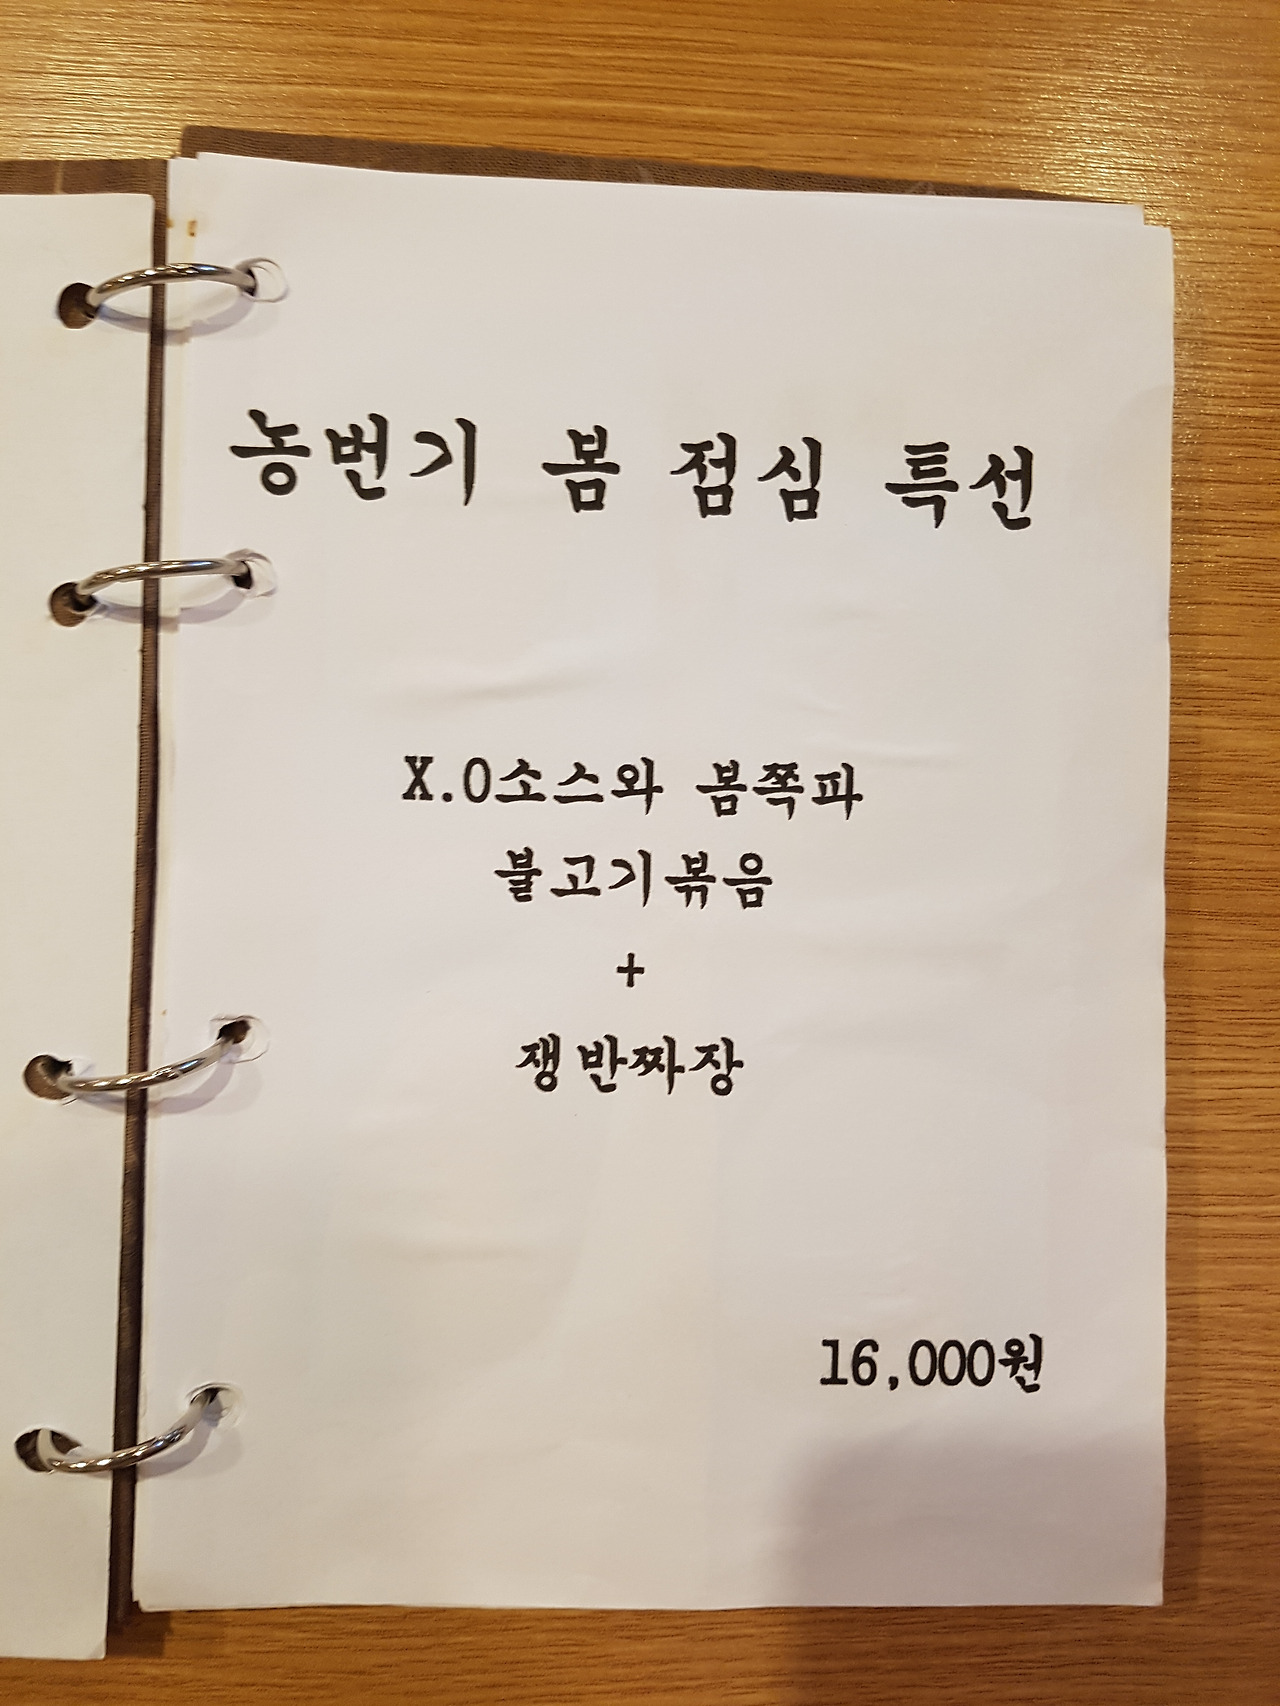 농번기 봄 점심 특선
X.O소스와 봄쪽파
불고기볶음
+
쟁반짜장
16,000원